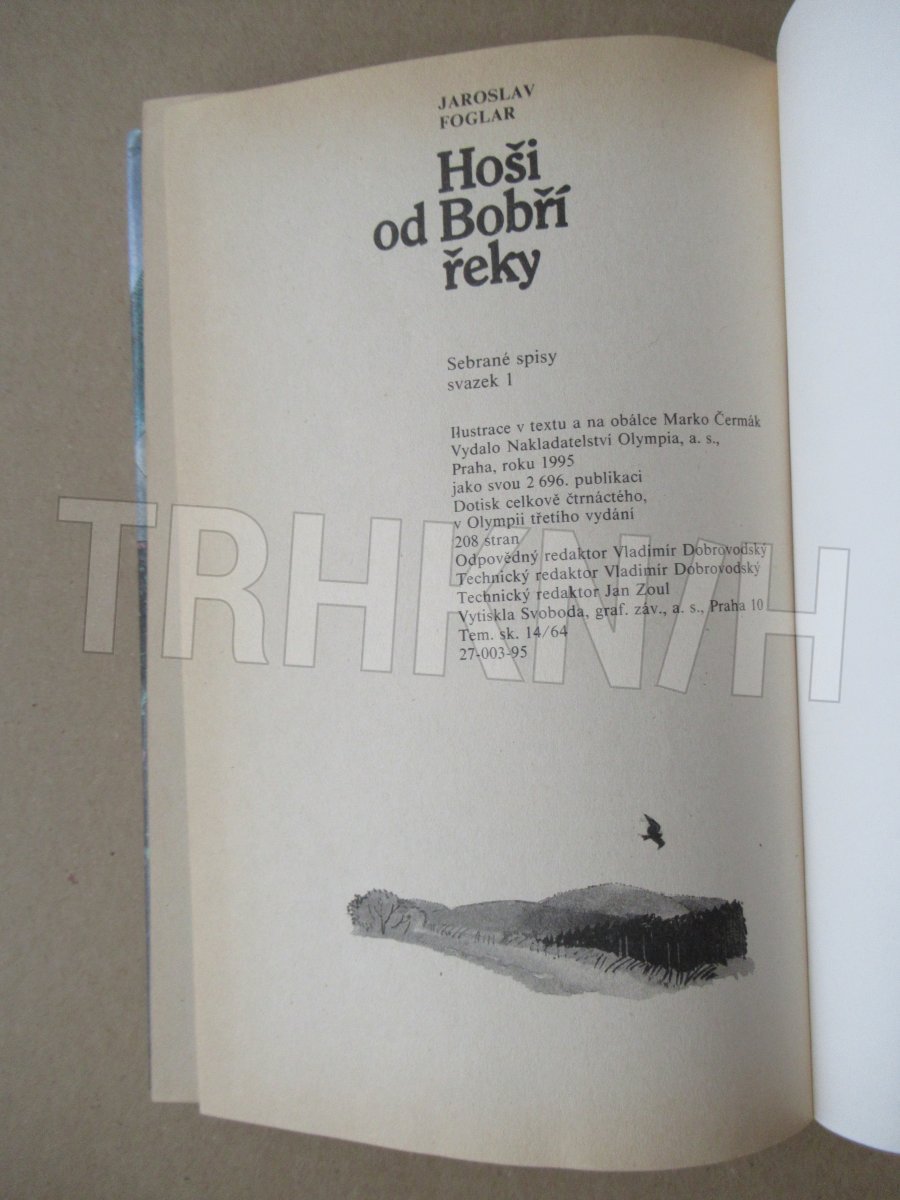 JAROSLAV
FOGLAR
Hoši
od Bobří
řeky
Sebrané spisy
svazek 1
Ilustrace v textu a na obálce Marko Čermák
Vydalo Nakladatelství Olympia, a. s.,
Praha, roku 1995
jako svou 2 696. publikaci
Dotisk celkově čtrnáctého,
v Olympii třetího vydání
208 stran
Odpovědný redaktor Vladimír Dobrovodský
Technický redaktor Vladimír Dobrovodský
Technický redaktor Jan Zoul
Vytiskla Svoboda, graf. záv., a. s., Praha 10
Tem. sk. 14/64
27-003-95
TRHKNIH